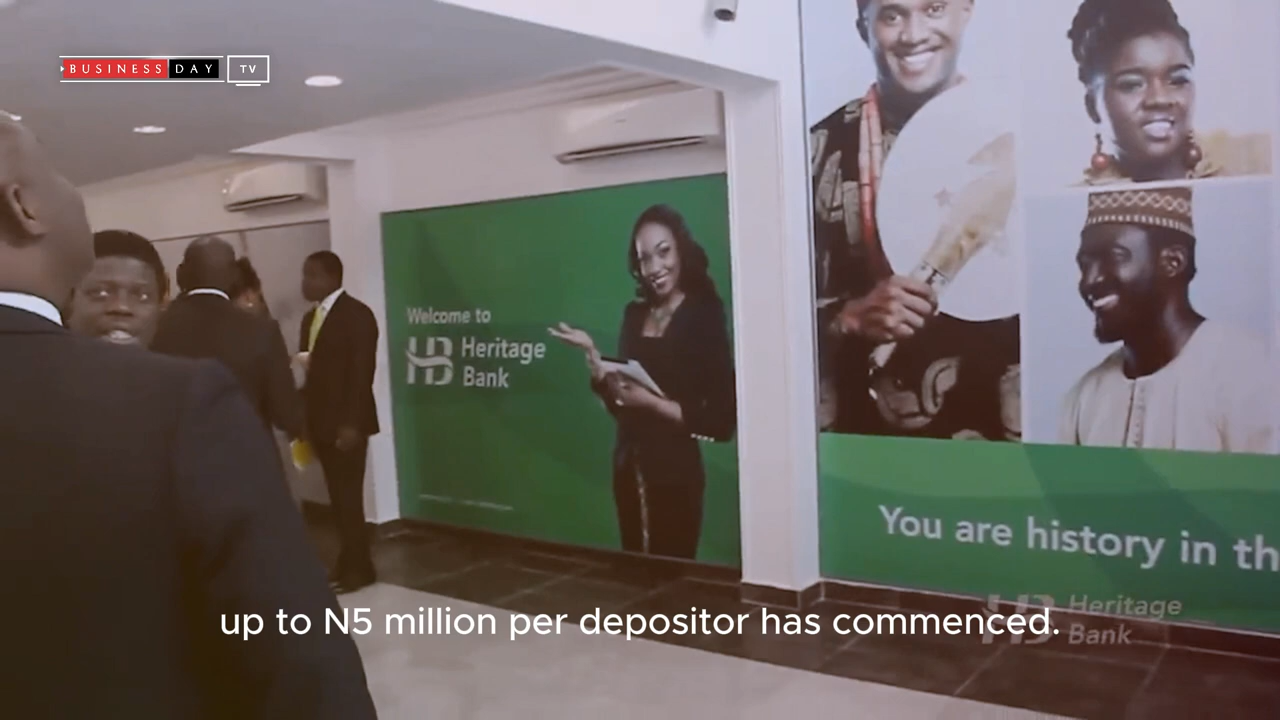 BUSINESS DAY TV
Welcome to
HB Heritage
Bank
You are history in th
up to N5 million per depositor has commenced.
HB Heritage
Bank